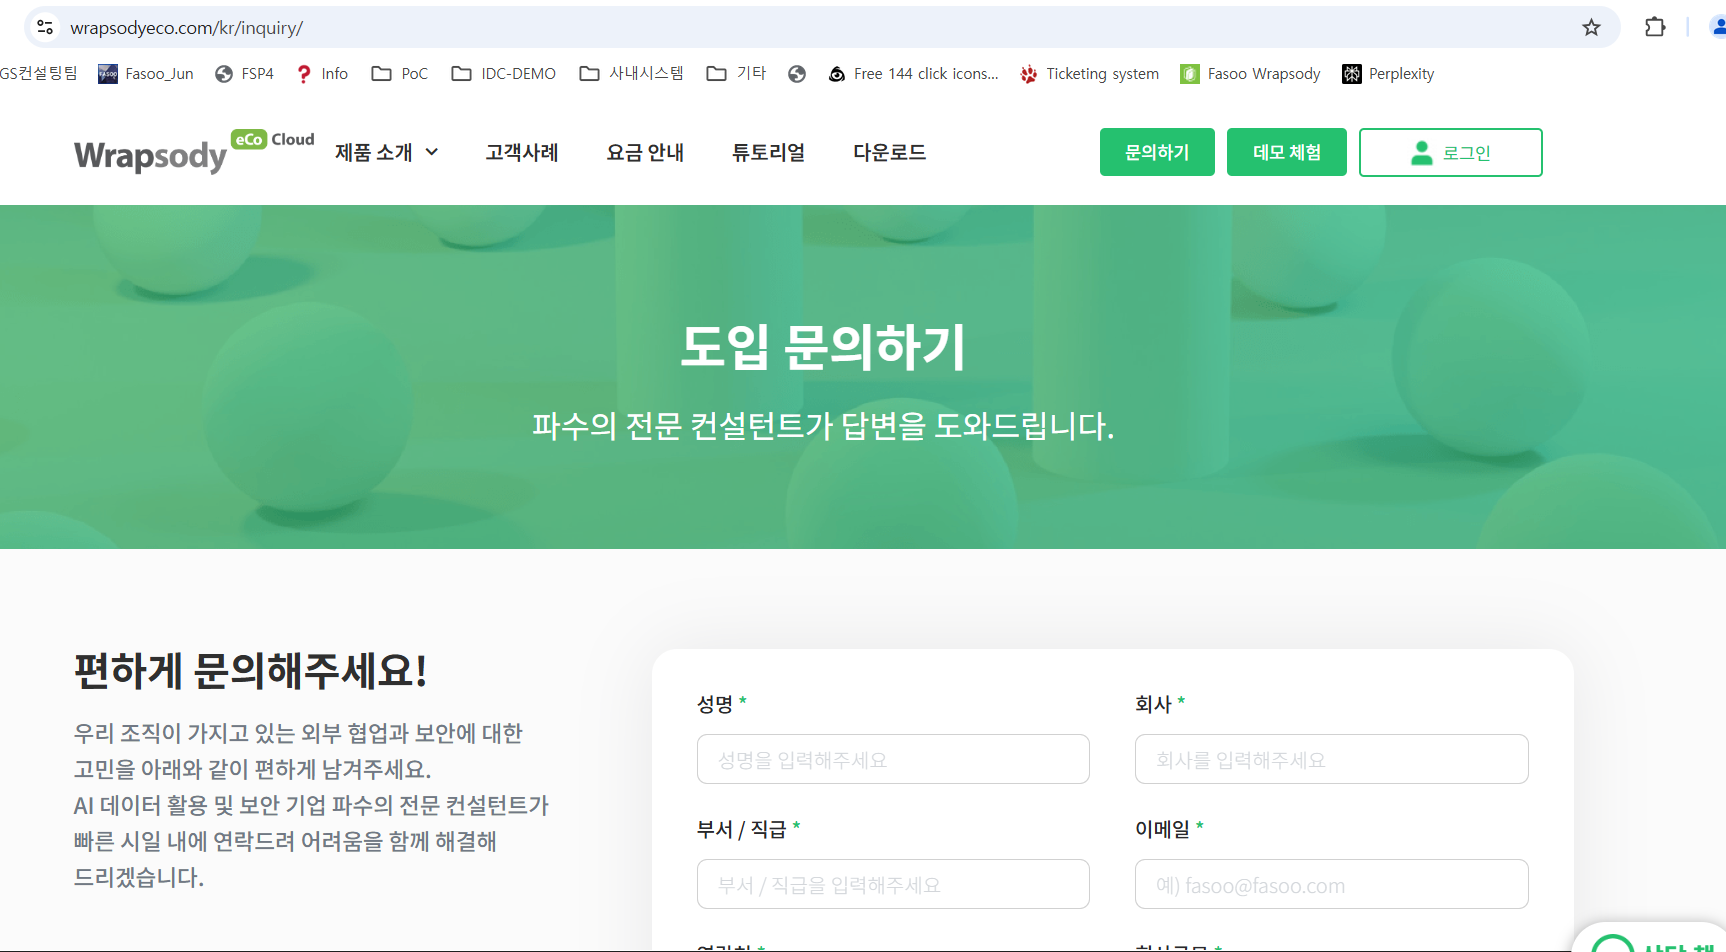 wrapsodyeco.com/kr/inquiry/
GS컨설팅팀 Fasoo_Jun FSP4 Info PoC IDC-DEMO 사내시스템 기타 Free 144 click icons... Ticketing system Fasoo Wrapsody Perplexity
Wrapsody eCo Cloud 제품 소개 고객사례 요금 안내 튜토리얼 다운로드 문의하기 데모 체험 로그인
도입 문의하기
파수의 전문 컨설턴트가 답변을 도와드립니다.
편하게 문의해주세요!
우리 조직이 가지고 있는 외부 협업과 보안에 대한
고민을 아래와 같이 편하게 남겨주세요.
AI 데이터 활용 및 보안 기업 파수의 전문 컨설턴트가
빠른 시일 내에 연락드려 어려움을 함께 해결해
드리겠습니다.
성명 * 회사 *
성명을 입력해주세요 회사를 입력해주세요
부서 / 직급 * 이메일 *
부서 / 직급을 입력해주세요 예) fasoo@fasoo.com